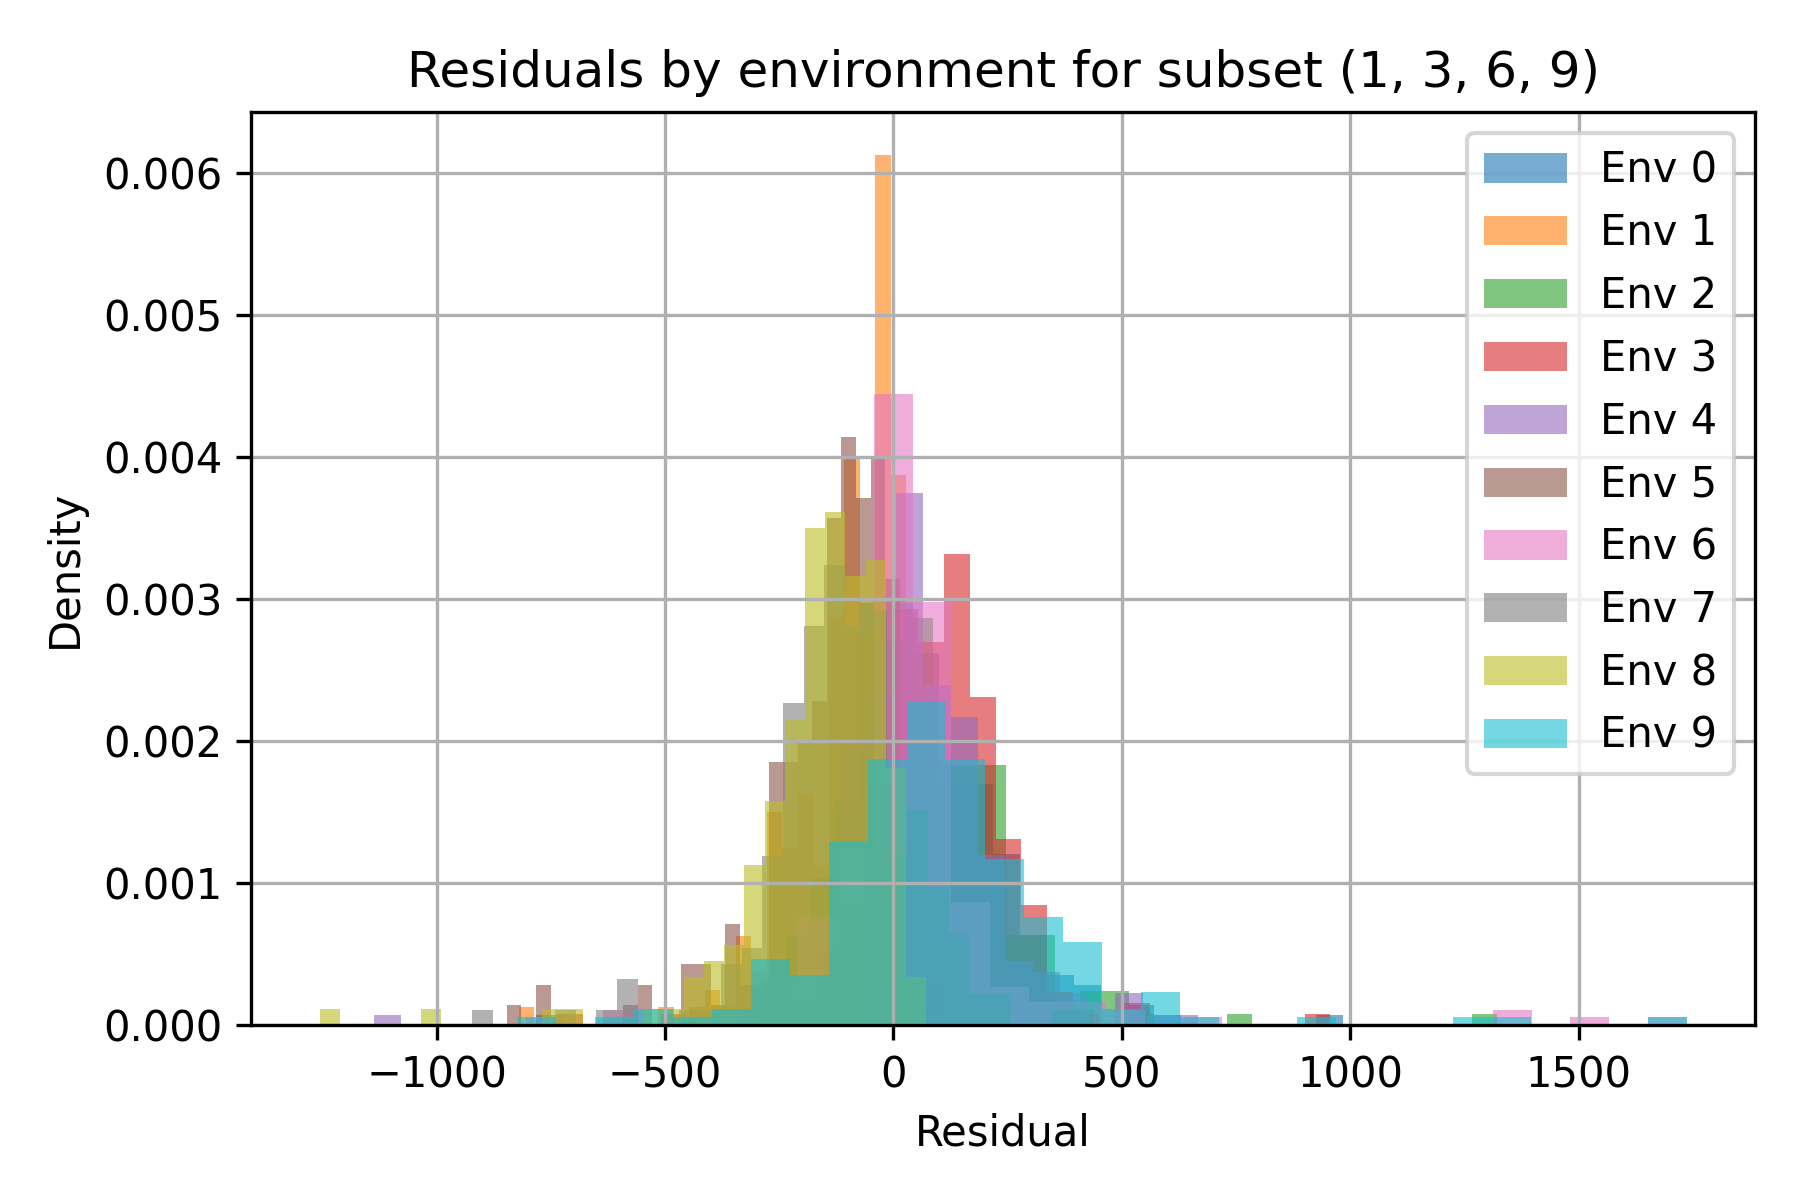 Residuals by environment for subset (1, 3, 6, 9)
0.006
0.005
0.004
0.003
0.002
0.001
0.000
Density
−1000
−500
0
500
1000
1500
Residual
Env 0
Env 1
Env 2
Env 3
Env 4
Env 5
Env 6
Env 7
Env 8
Env 9